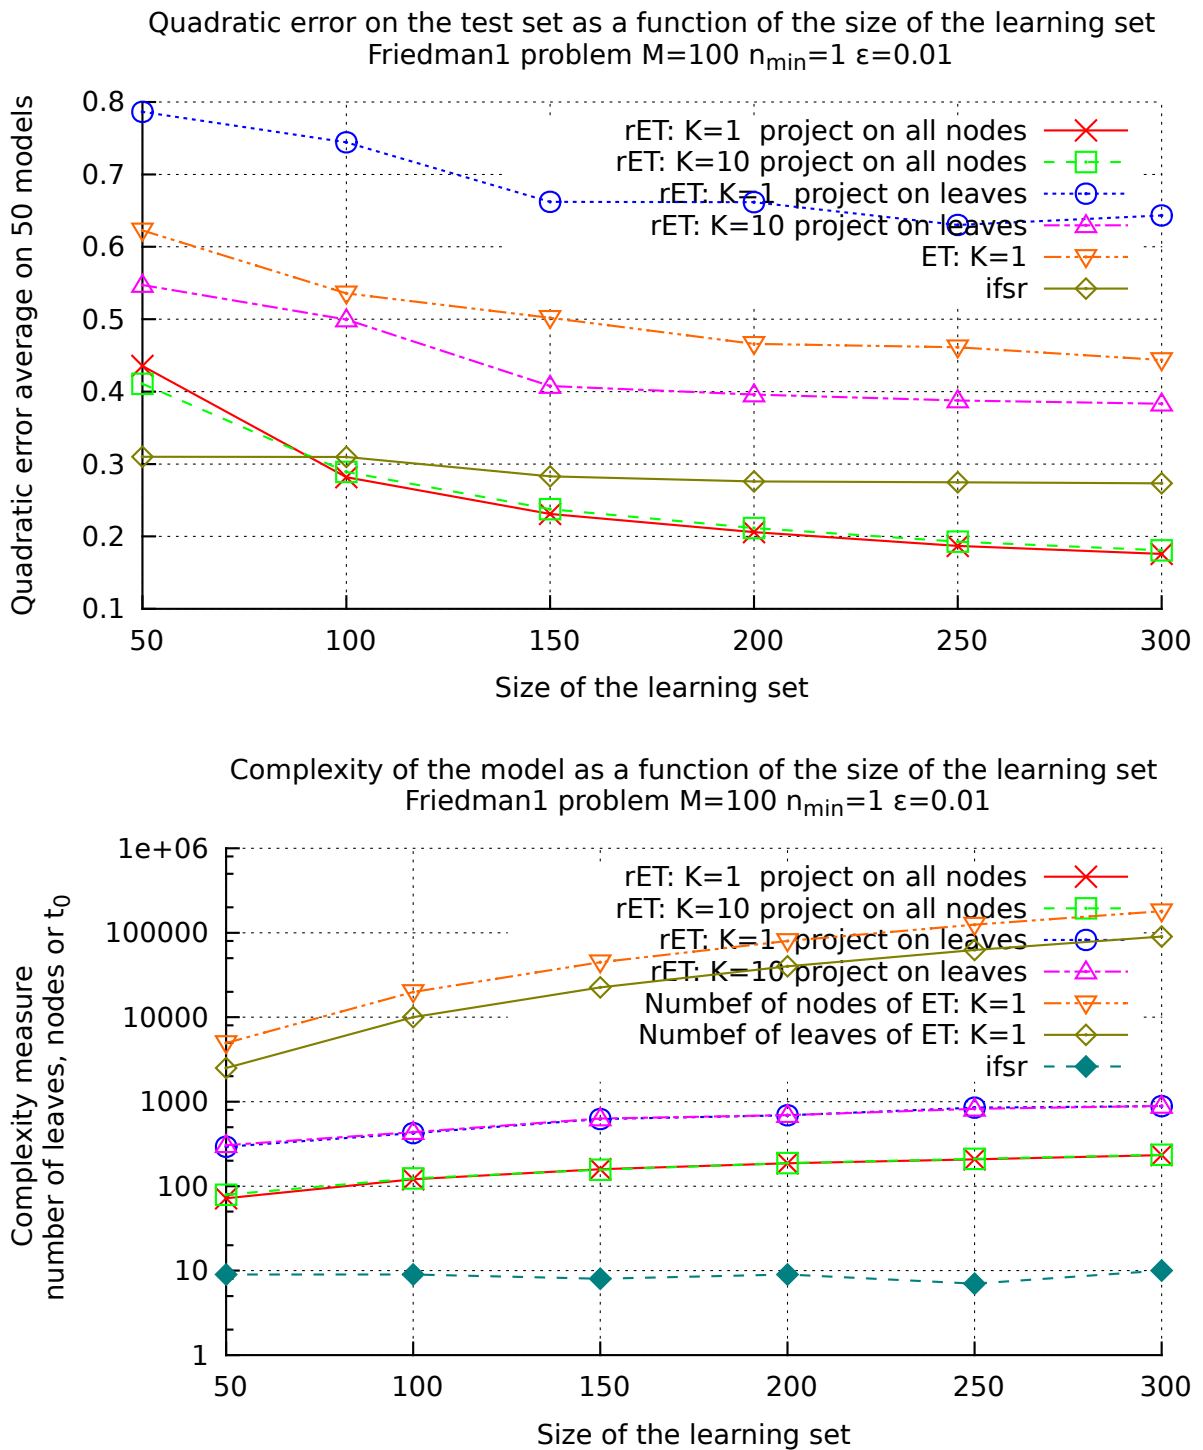 Quadratic error on the test set as a function of the size of the learning set
Friedman1 problem M=100 n_min=1 ε=0.01
Quadratic error average on 50 models
0.8
0.7
0.6
0.5
0.4
0.3
0.2
0.1
rET: K=1  project on all nodes
rET: K=10 project on all nodes
rET: K=1  project on leaves
rET: K=10 project on leaves
ET: K=1
ifsr
50 100 150 200 250 300
Size of the learning set
Complexity of the model as a function of the size of the learning set
Friedman1 problem M=100 n_min=1 ε=0.01
Complexity measure
number of leaves, nodes or t_0
1e+06
100000
10000
1000
100
10
1
rET: K=1  project on all nodes
rET: K=10 project on all nodes
rET: K=1  project on leaves
rET: K=10 project on leaves
Numbef of nodes of ET: K=1
Numbef of leaves of ET: K=1
ifsr
50 100 150 200 250 300
Size of the learning set